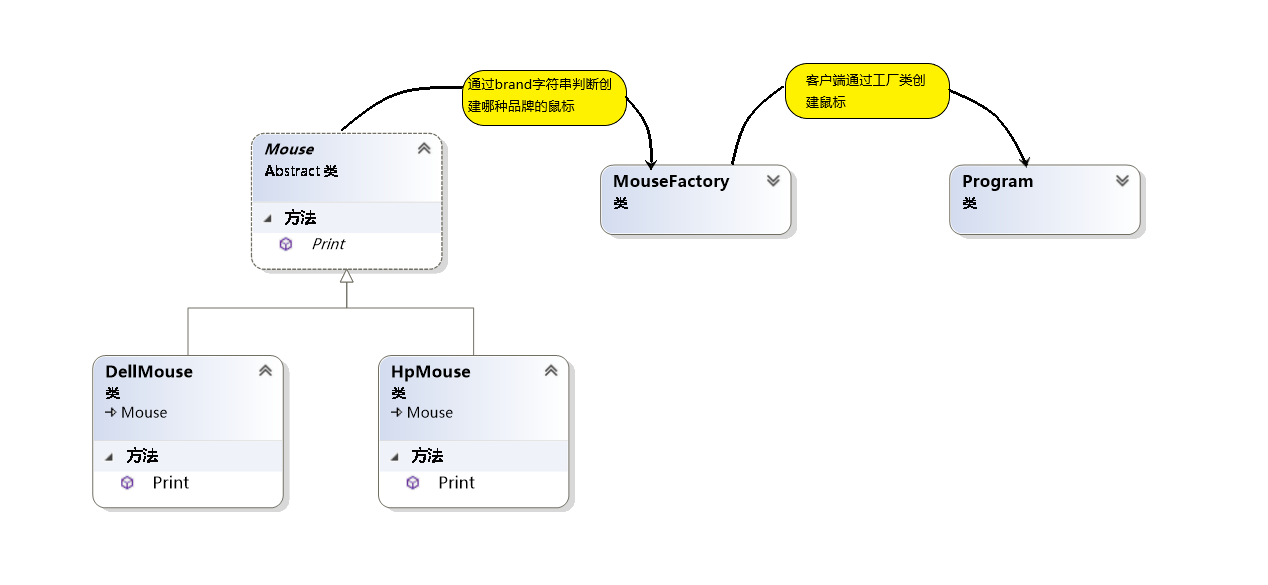 通过brand字符串判断创
建哪种品牌的鼠标
客户端通过工厂类创
建鼠标
Mouse
Abstract 类
方法
Print
MouseFactory
类
Program
类
DellMouse
类
Mouse
方法
Print
HpMouse
类
Mouse
方法
Print